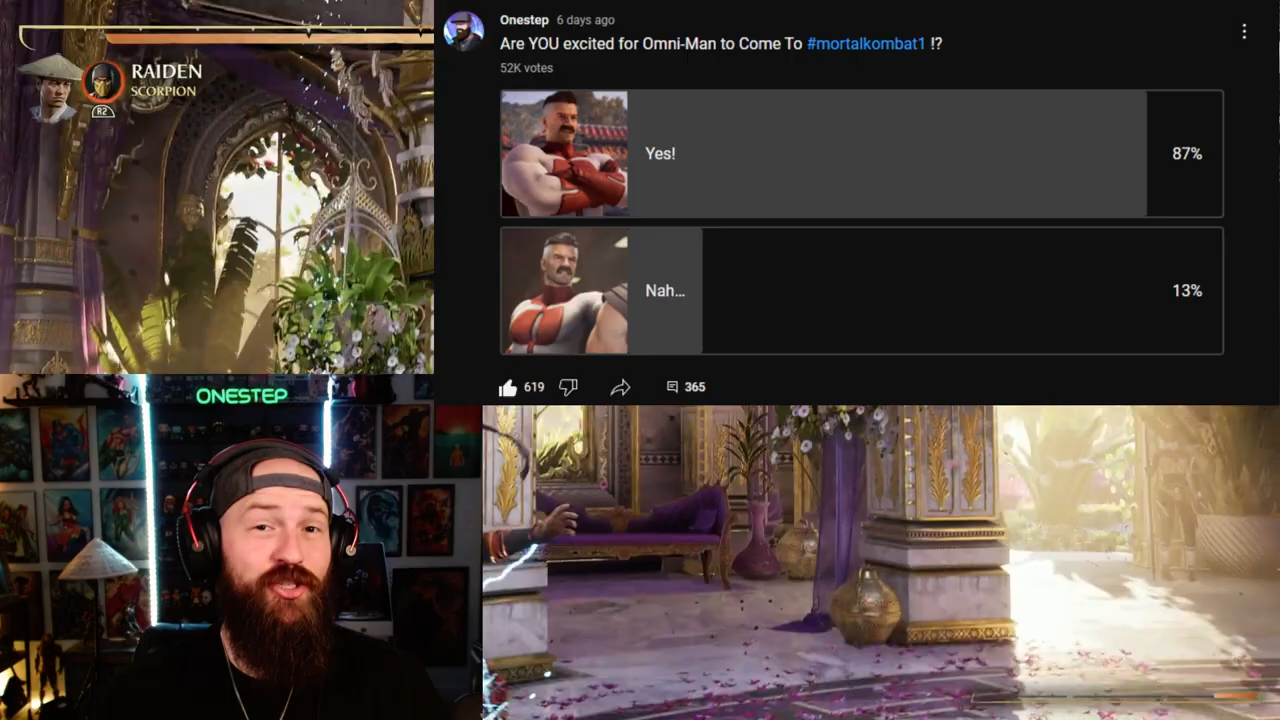 RAIDEN
SCORPION
R2
Onestep 6 days ago
Are YOU excited for Omni-Man to Come To #mortalkombat1 !?
52K votes
Yes! 87%
Nah... 13%
619 365
ONESTEP